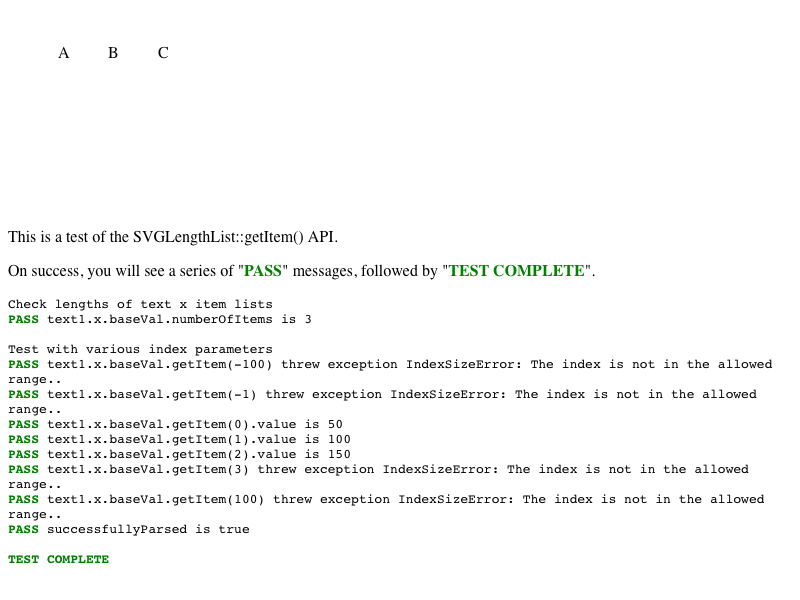 A B C
This is a test of the SVGLengthList::getItem() API.
On success, you will see a series of "PASS" messages, followed by "TEST COMPLETE".
Check lengths of text x item lists
PASS text1.x.baseVal.numberOfItems is 3
Test with various index parameters
PASS text1.x.baseVal.getItem(-100) threw exception IndexSizeError: The index is not in the allowed
range..
PASS text1.x.baseVal.getItem(-1) threw exception IndexSizeError: The index is not in the allowed
range..
PASS text1.x.baseVal.getItem(0).value is 50
PASS text1.x.baseVal.getItem(1).value is 100
PASS text1.x.baseVal.getItem(2).value is 150
PASS text1.x.baseVal.getItem(3) threw exception IndexSizeError: The index is not in the allowed
range..
PASS text1.x.baseVal.getItem(100) threw exception IndexSizeError: The index is not in the allowed
range..
PASS successfullyParsed is true
TEST COMPLETE